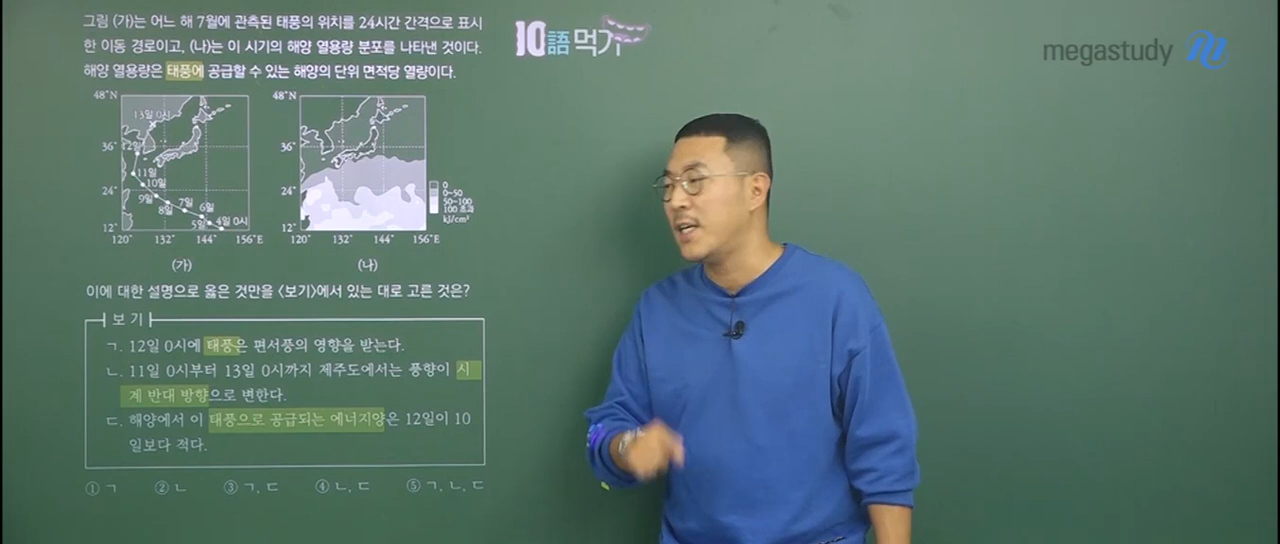 그림 (가)는 어느 해 7월에 관측된 태풍의 위치를 24시간 간격으로 표시
한 이동 경로이고, (나)는 이 시기의 해양 열용량 분포를 나타낸 것이다.
해양 열용량은 태풍에 공급할 수 있는 해양의 단위 면적당 열량이다.
10語 먹기
megastudy
48°N
36°
24°
12°
120° 132° 144° 156°E
13일 0시
12일
11일
10일
9일
8일
7일
6일
5일
4일 0시
(가)
48°N
36°
24°
12°
120° 132° 144° 156°E
0
0~50
50~100
100 초과
kJ/cm²
(나)
이에 대한 설명으로 옳은 것만을 <보기>에서 있는 대로 고른 것은?
보 기
ㄱ. 12일 0시에 태풍은 편서풍의 영향을 받는다.
ㄴ. 11일 0시부터 13일 0시까지 제주도에서는 풍향이 시
계 반대 방향으로 변한다.
ㄷ. 해양에서 이 태풍으로 공급되는 에너지양은 12일이 10
일보다 적다.
① ㄱ ② ㄴ ③ ㄱ, ㄷ ④ ㄴ, ㄷ ⑤ ㄱ, ㄴ, ㄷ